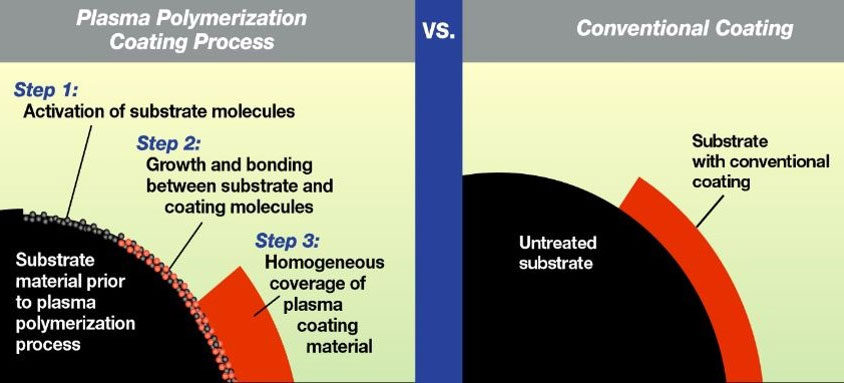 Plasma Polymerization
Coating Process
VS.
Conventional Coating
Step 1:
Activation of substrate molecules
Step 2:
Growth and bonding
between substrate and
coating molecules
Step 3:
Homogeneous
coverage of
plasma
coating
material
Substrate
material prior
to plasma
polymerization
process
Substrate
with conventional
coating
Untreated
substrate